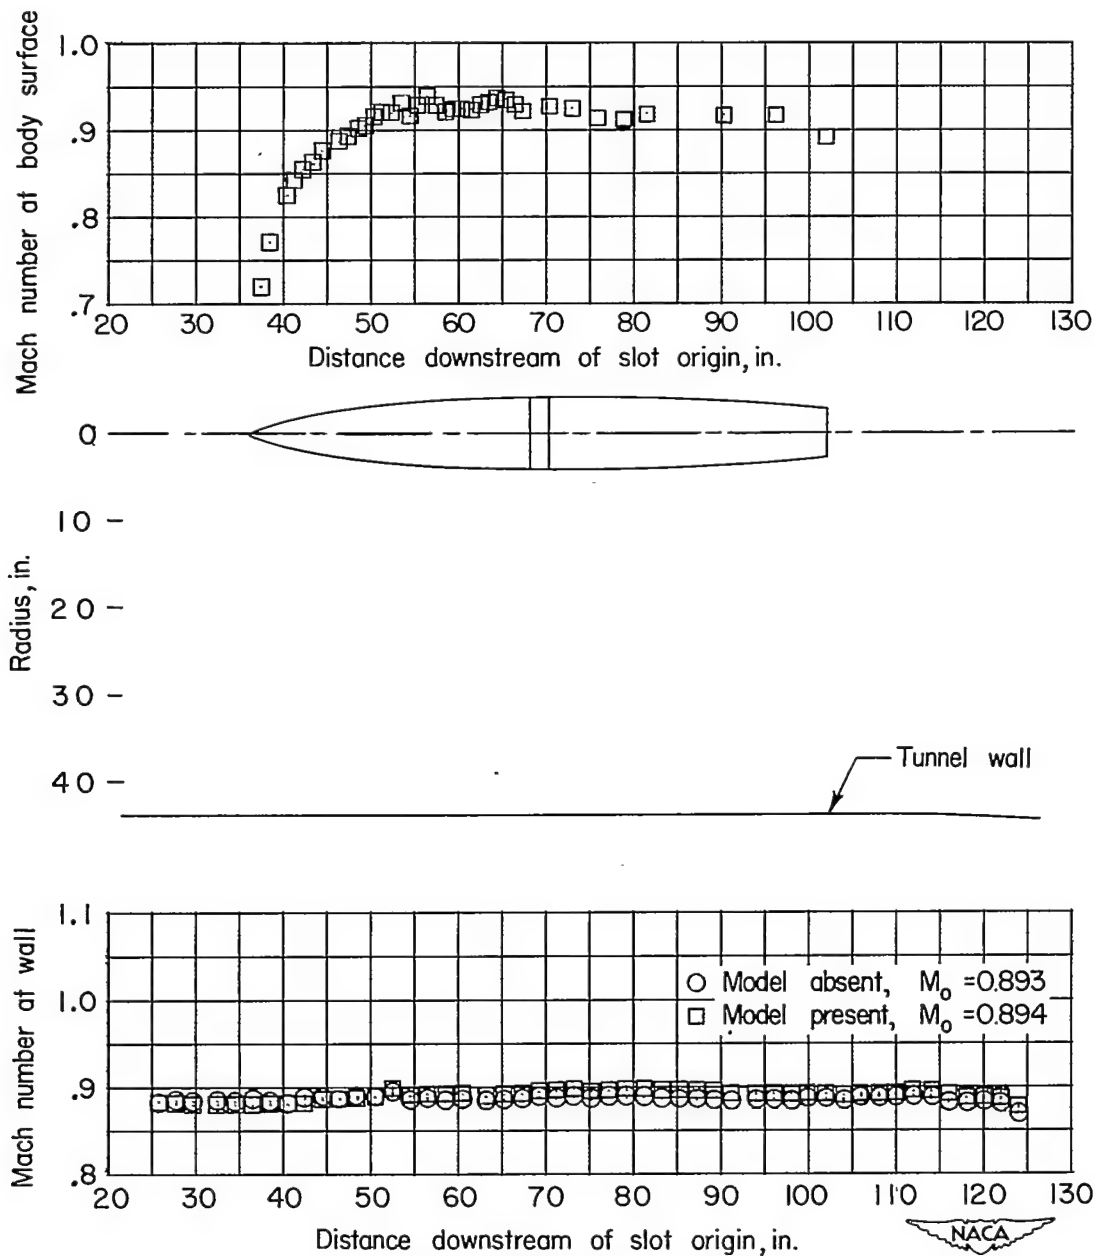 Mach number at body surface
1.0
.9
.8
.7
20 30 40 50 60 70 80 90 100 110 120 130
Distance downstream of slot origin, in.
Radius, in.
0
10
20
30
40
Tunnel wall
Mach number at wall
1.1
1.0
.9
.8
Model absent, Mo =0.893
Model present, Mo =0.894
20 30 40 50 60 70 80 90 100 110 120 130
Distance downstream of slot origin, in.
NACA